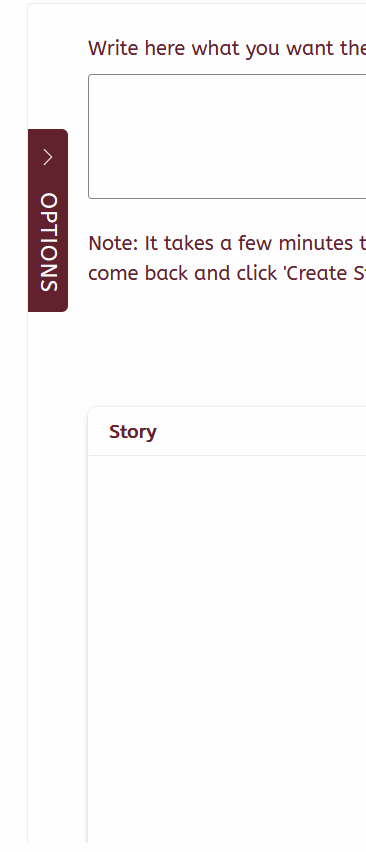 Write here what you want the
OPTIONS
Note: It takes a few minutes
come back and click 'Create
Story